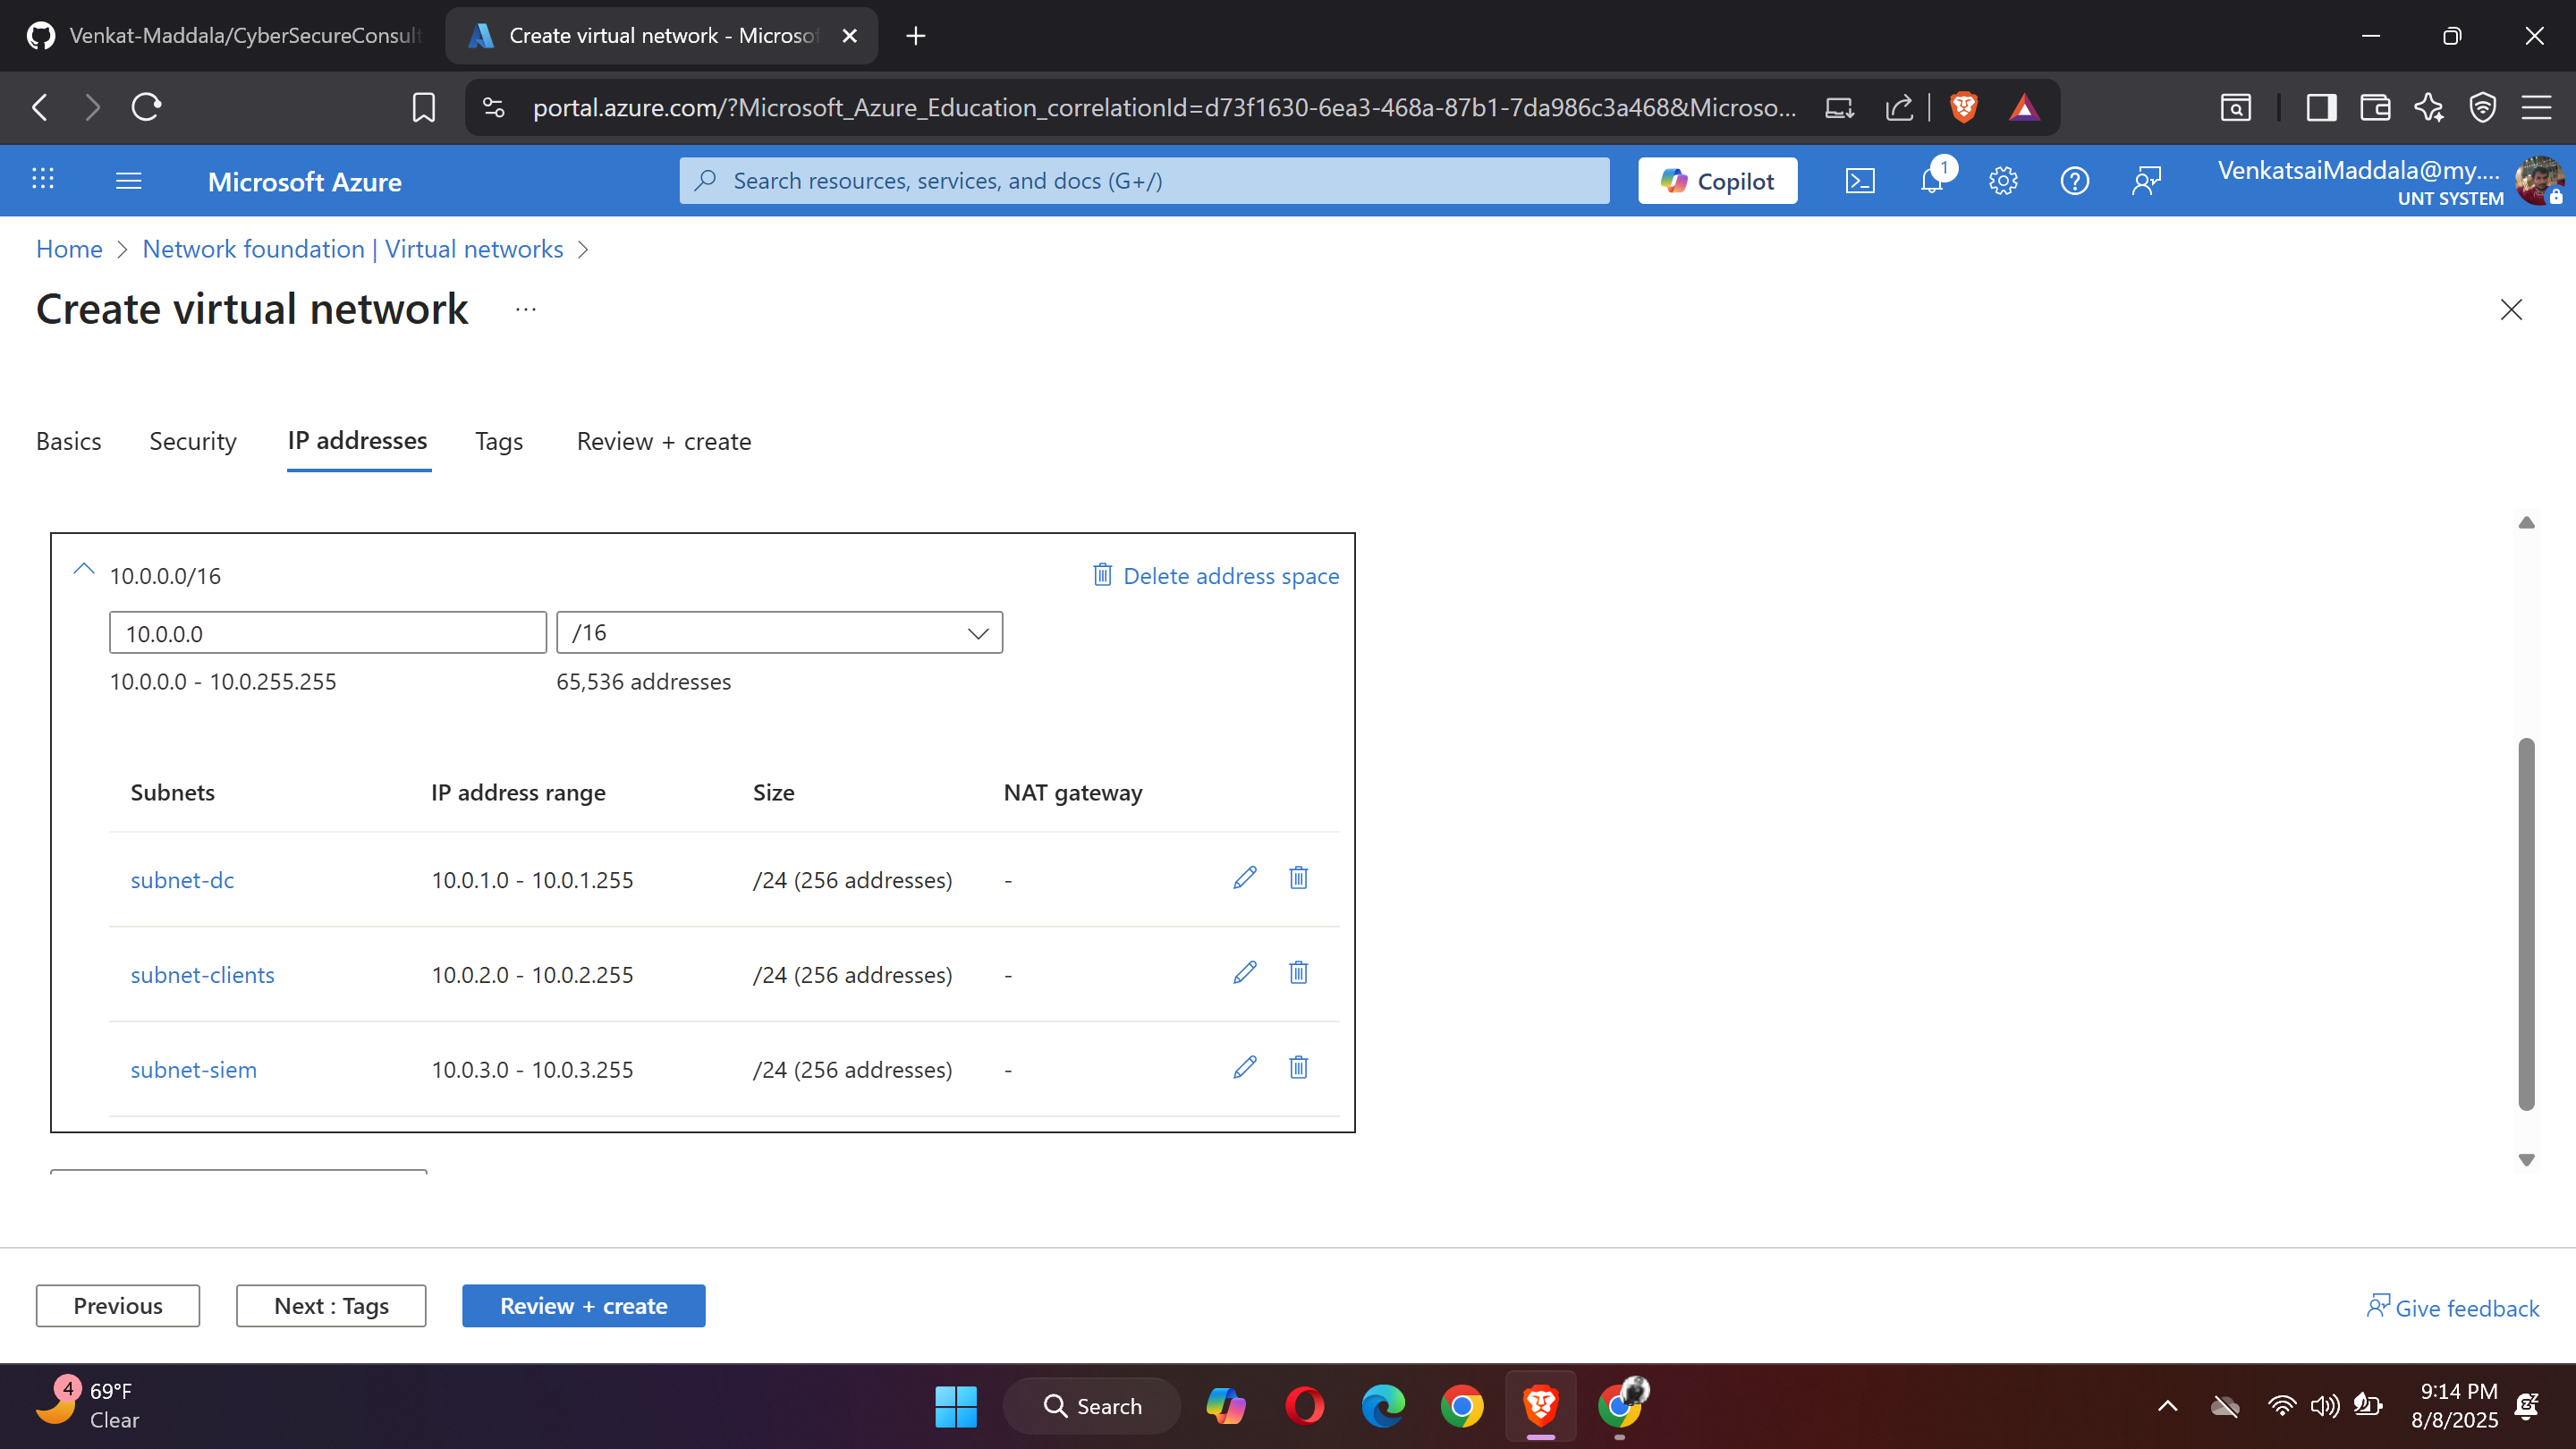 Venkat-Maddala/CyberSecureConsult
Create virtual network - Microsof
portal.azure.com/?Microsoft_Azure_Education_correlationId=d73f1630-6ea3-468a-87b1-7da986c3a468&Microso...
Microsoft Azure
Search resources, services, and docs (G+/)
Copilot
1
VenkatsaiMaddala@my....
UNT SYSTEM
Home > Network foundation | Virtual networks >
Create virtual network ...
Basics Security IP addresses Tags Review + create
10.0.0.0/16 Delete address space
10.0.0.0 /16
10.0.0.0 - 10.0.255.255 65,536 addresses
Subnets IP address range Size NAT gateway
subnet-dc 10.0.1.0 - 10.0.1.255 /24 (256 addresses) -
subnet-clients 10.0.2.0 - 10.0.2.255 /24 (256 addresses) -
subnet-siem 10.0.3.0 - 10.0.3.255 /24 (256 addresses) -
Previous Next : Tags Review + create Give feedback
4
69°F
Clear
Search
9:14 PM
8/8/2025